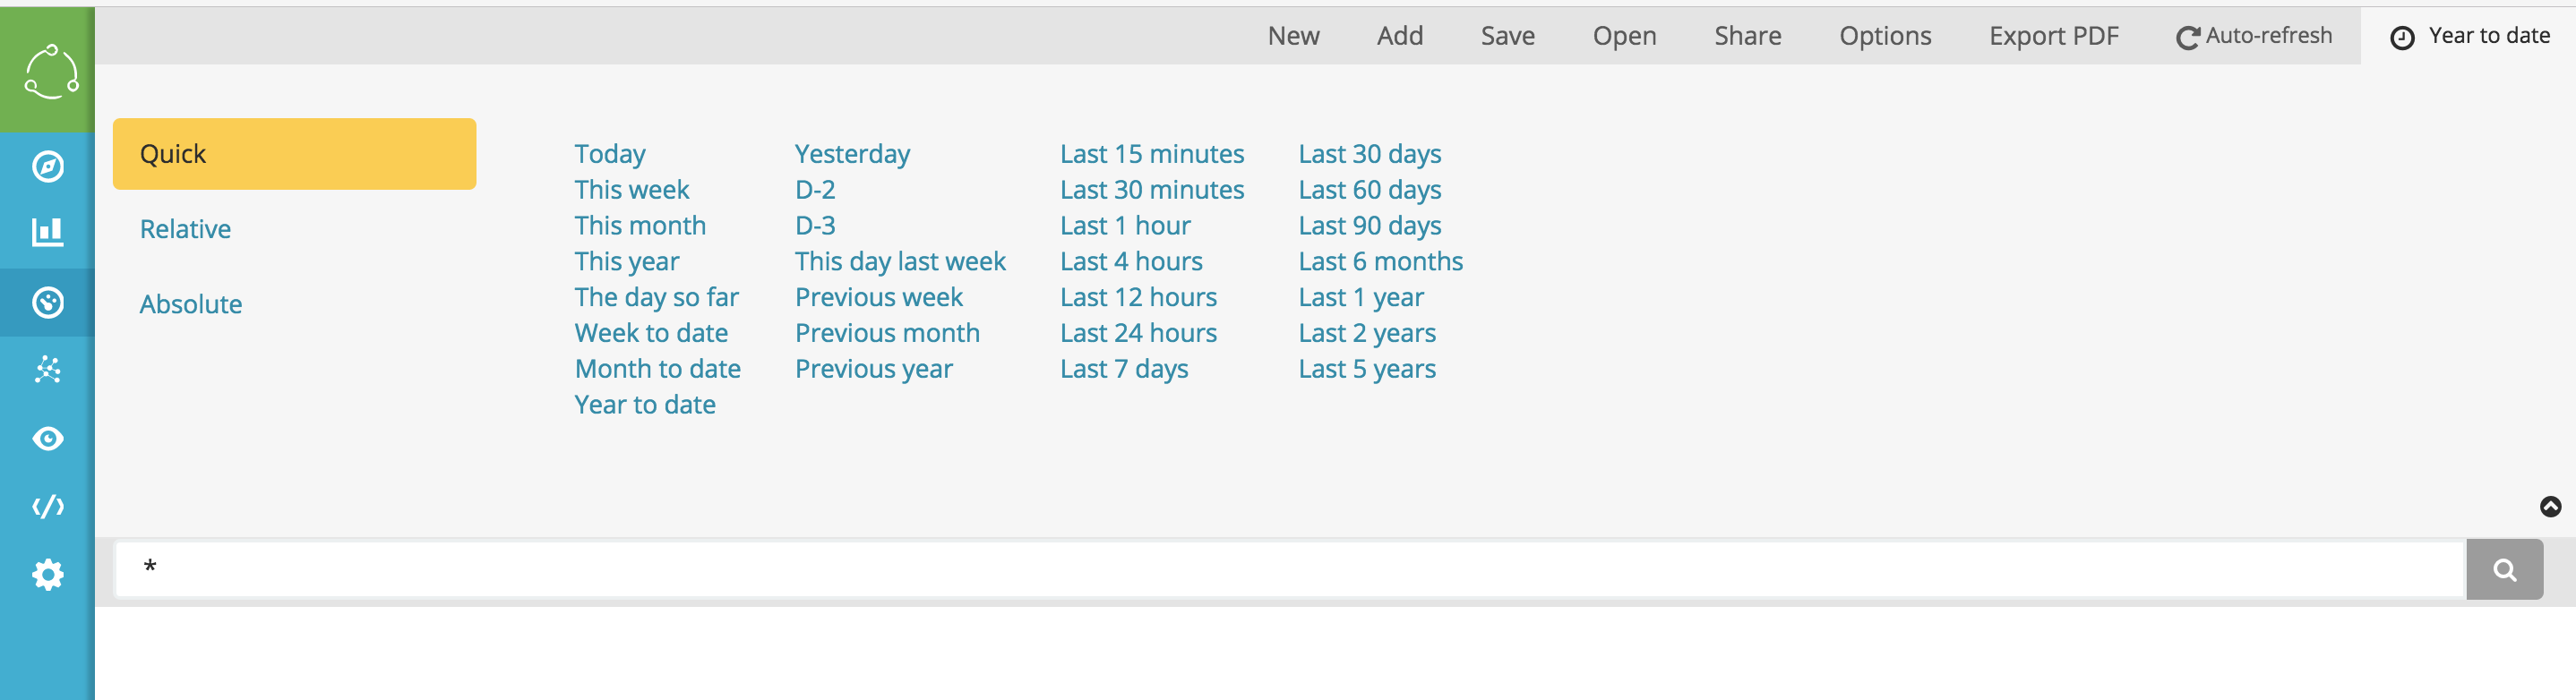 New Add Save Open Share Options Export PDF Auto-refresh Year to date
Quick
Relative
Absolute
Today
This week
This month
This year
The day so far
Week to date
Month to date
Year to date
Yesterday
D-2
D-3
This day last week
Previous week
Previous month
Previous year
Last 15 minutes
Last 30 minutes
Last 1 hour
Last 4 hours
Last 12 hours
Last 24 hours
Last 7 days
Last 30 days
Last 60 days
Last 90 days
Last 6 months
Last 1 year
Last 2 years
Last 5 years
*